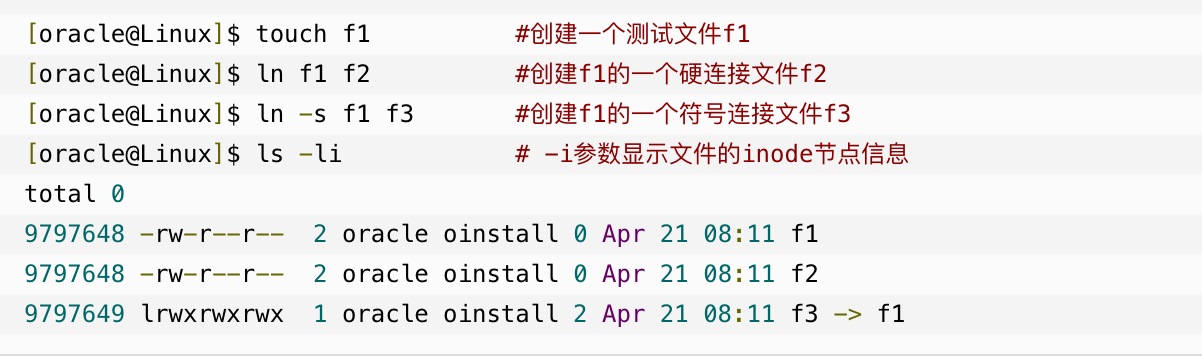 [oracle@Linux]$ touch f1          #创建一个测试文件f1
[oracle@Linux]$ ln f1 f2          #创建f1的一个硬连接文件f2
[oracle@Linux]$ ln -s f1 f3       #创建f1的一个符号连接文件f3
[oracle@Linux]$ ls -li            # -i参数显示文件的inode节点信息
total 0
9797648 -rw-r--r--  2 oracle oinstall 0 Apr 21 08:11 f1
9797648 -rw-r--r--  2 oracle oinstall 0 Apr 21 08:11 f2
9797649 lrwxrwxrwx  1 oracle oinstall 2 Apr 21 08:11 f3 -> f1